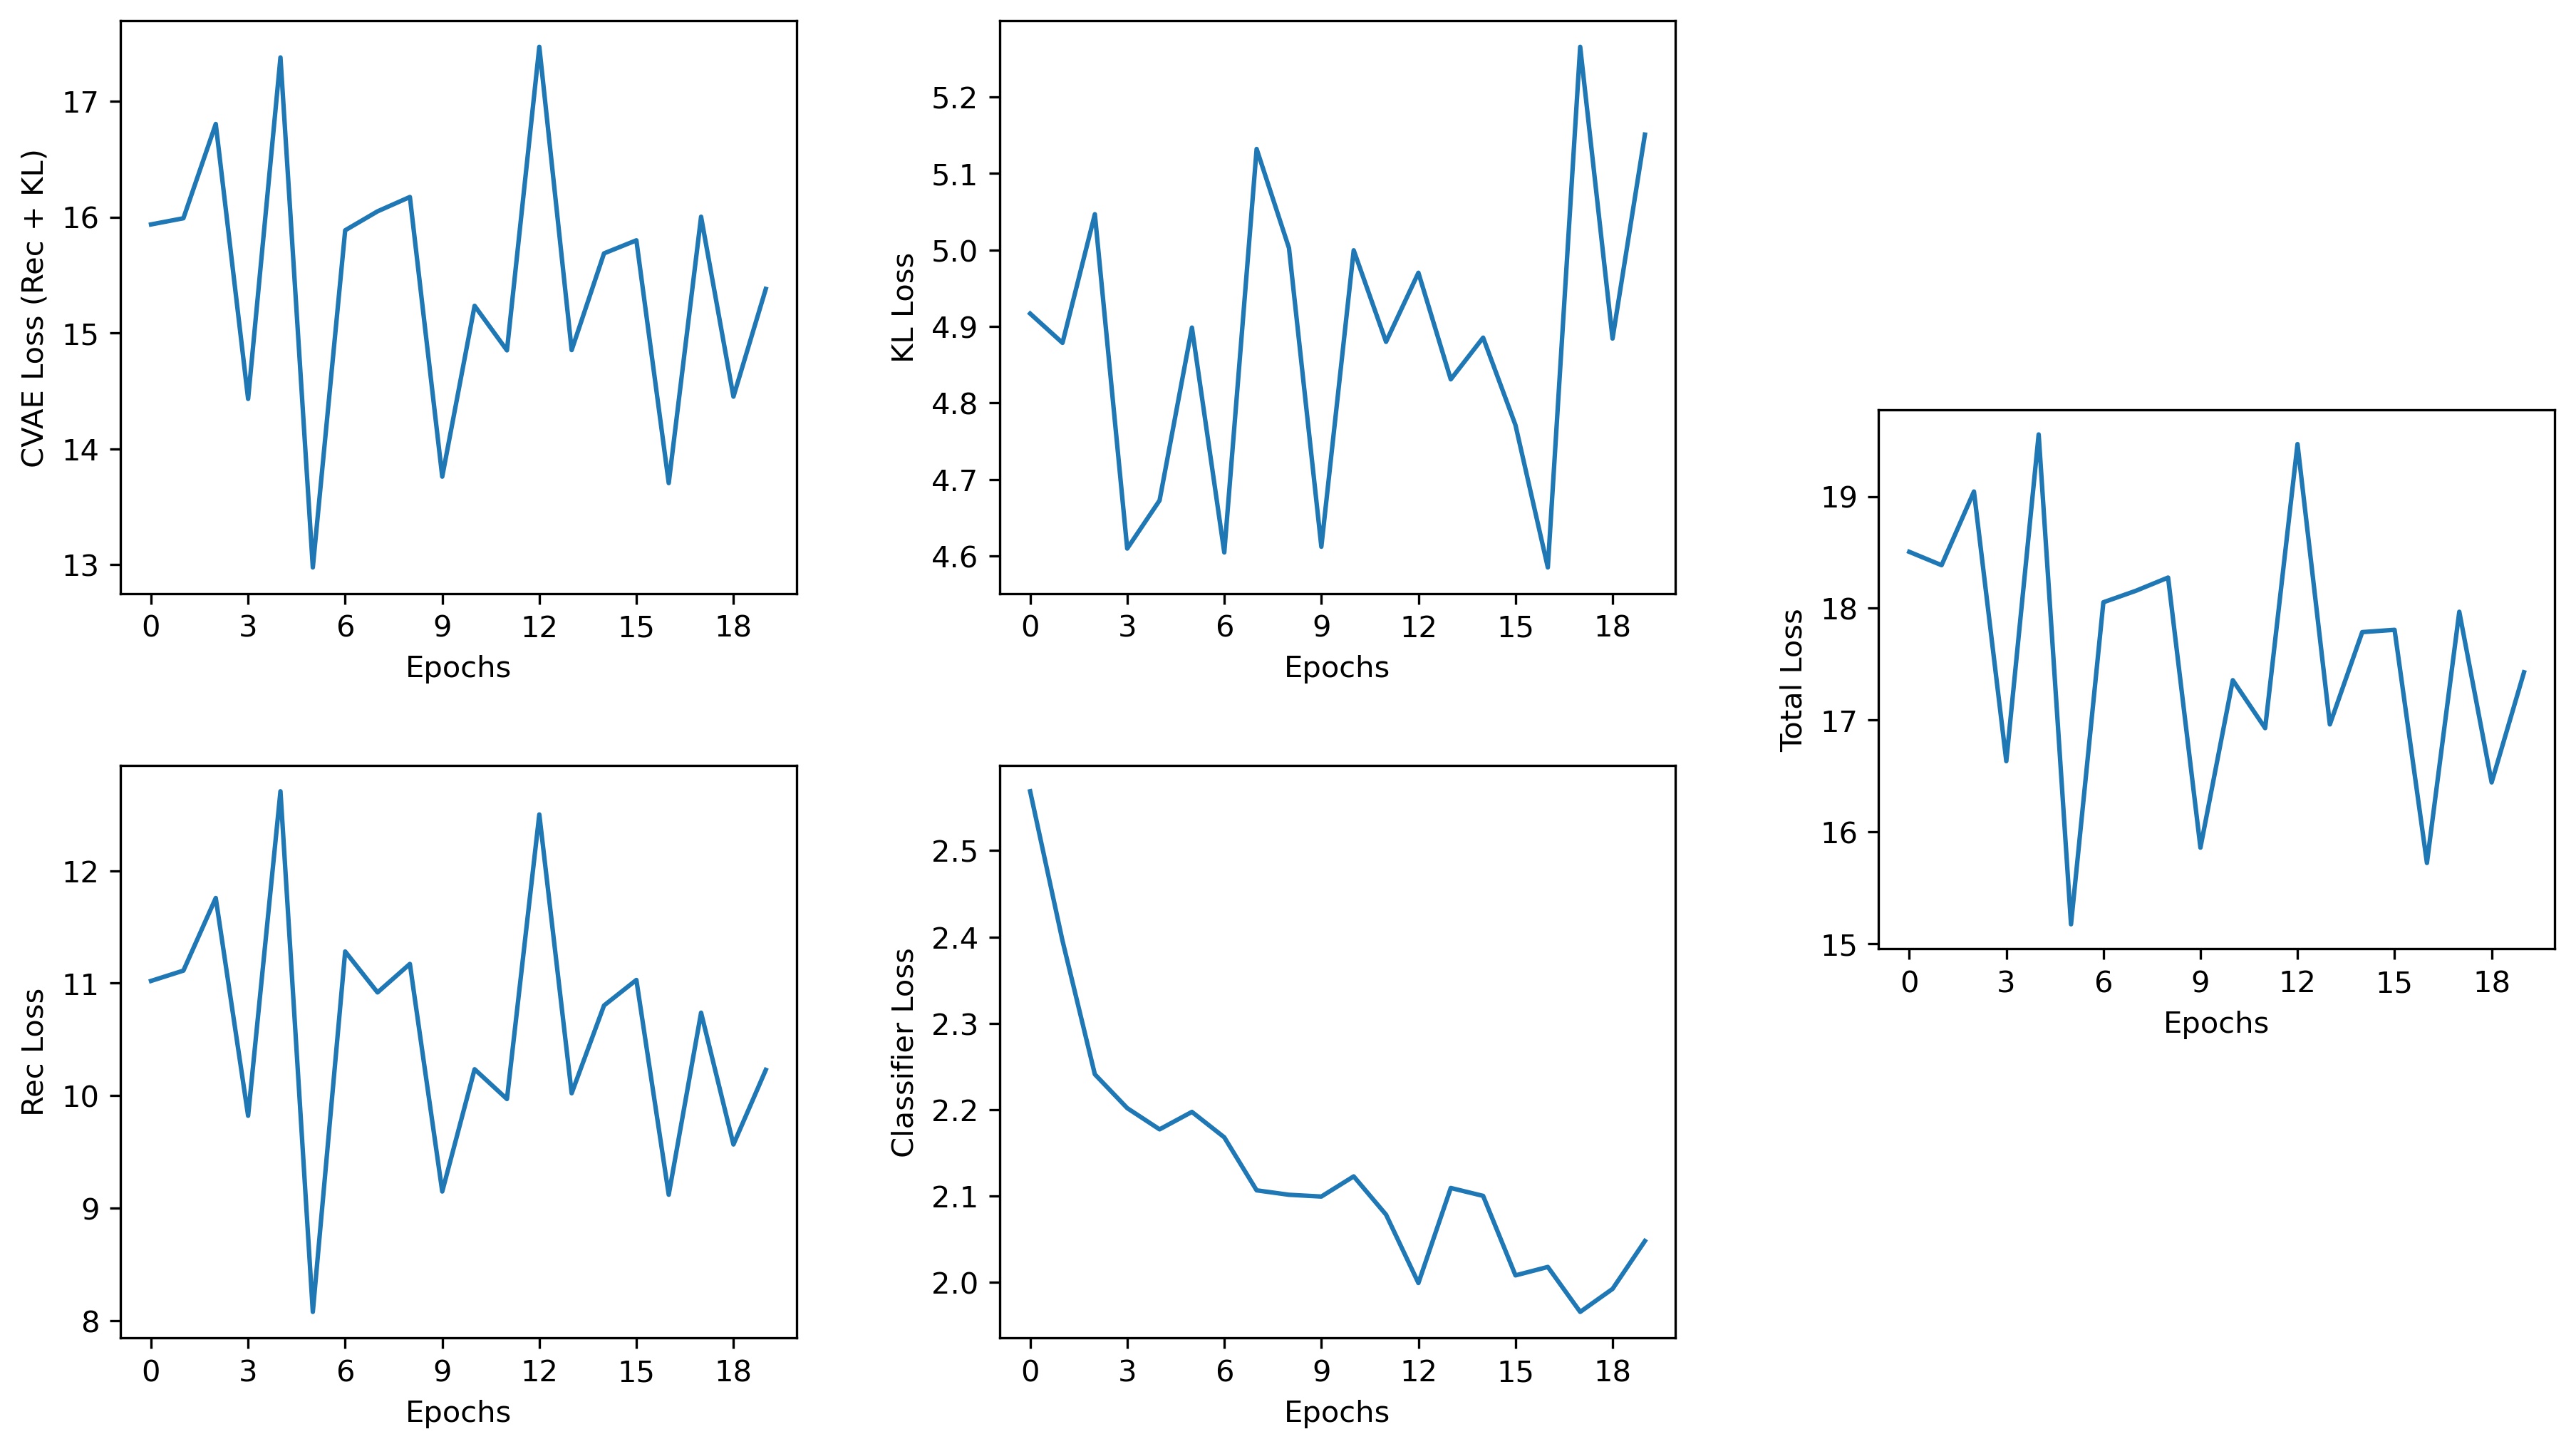 CVAE Loss (Rec + KL)
17
16
15
14
13
0 3 6 9 12 15 18
Epochs
KL Loss
5.2
5.1
5.0
4.9
4.8
4.7
4.6
0 3 6 9 12 15 18
Epochs
Rec Loss
12
11
10
9
8
0 3 6 9 12 15 18
Epochs
Classifier Loss
2.5
2.4
2.3
2.2
2.1
2.0
0 3 6 9 12 15 18
Epochs
Total Loss
19
18
17
16
15
0 3 6 9 12 15 18
Epochs